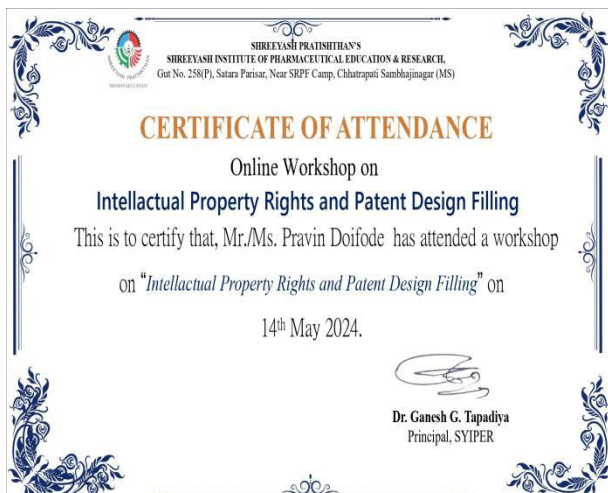 SHREEYASH PRATISHTHAN'S
SHREEYASH INSTITUTE OF PHARMACEUTICAL EDUCATION & RESEARCH,
Gut No. 258(P), Satara Parisar, Near SRPF Camp, Chhatrapati Sambhajinagar (MS)
SHREEYASH PRATISHTHAN
CERTIFICATE OF ATTENDANCE
Online Workshop on
Intellactual Property Rights and Patent Design Filling
This is to certify that, Mr./Ms. Pravin Doifode has attended a workshop
on "Intellactual Property Rights and Patent Design Filling" on
14th May 2024.
Dr. Ganesh G. Tapadiya
Principal, SYIPER